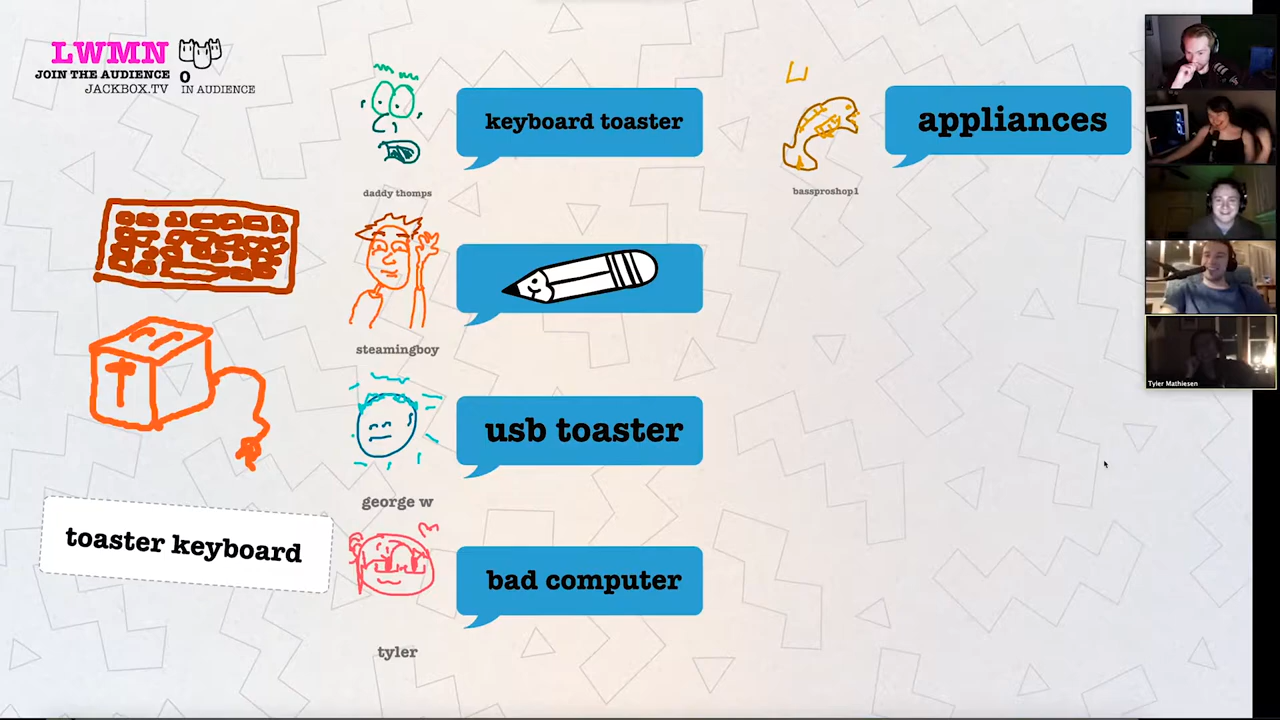 LWMN
JOIN THE AUDIENCE
JACKBOX.TV
0
IN AUDIENCE
keyboard toaster
daddy thomps
appliances
bassproshop1
steamingboy
usb toaster
george w
toaster keyboard
bad computer
tyler
Tyler Mathiesen